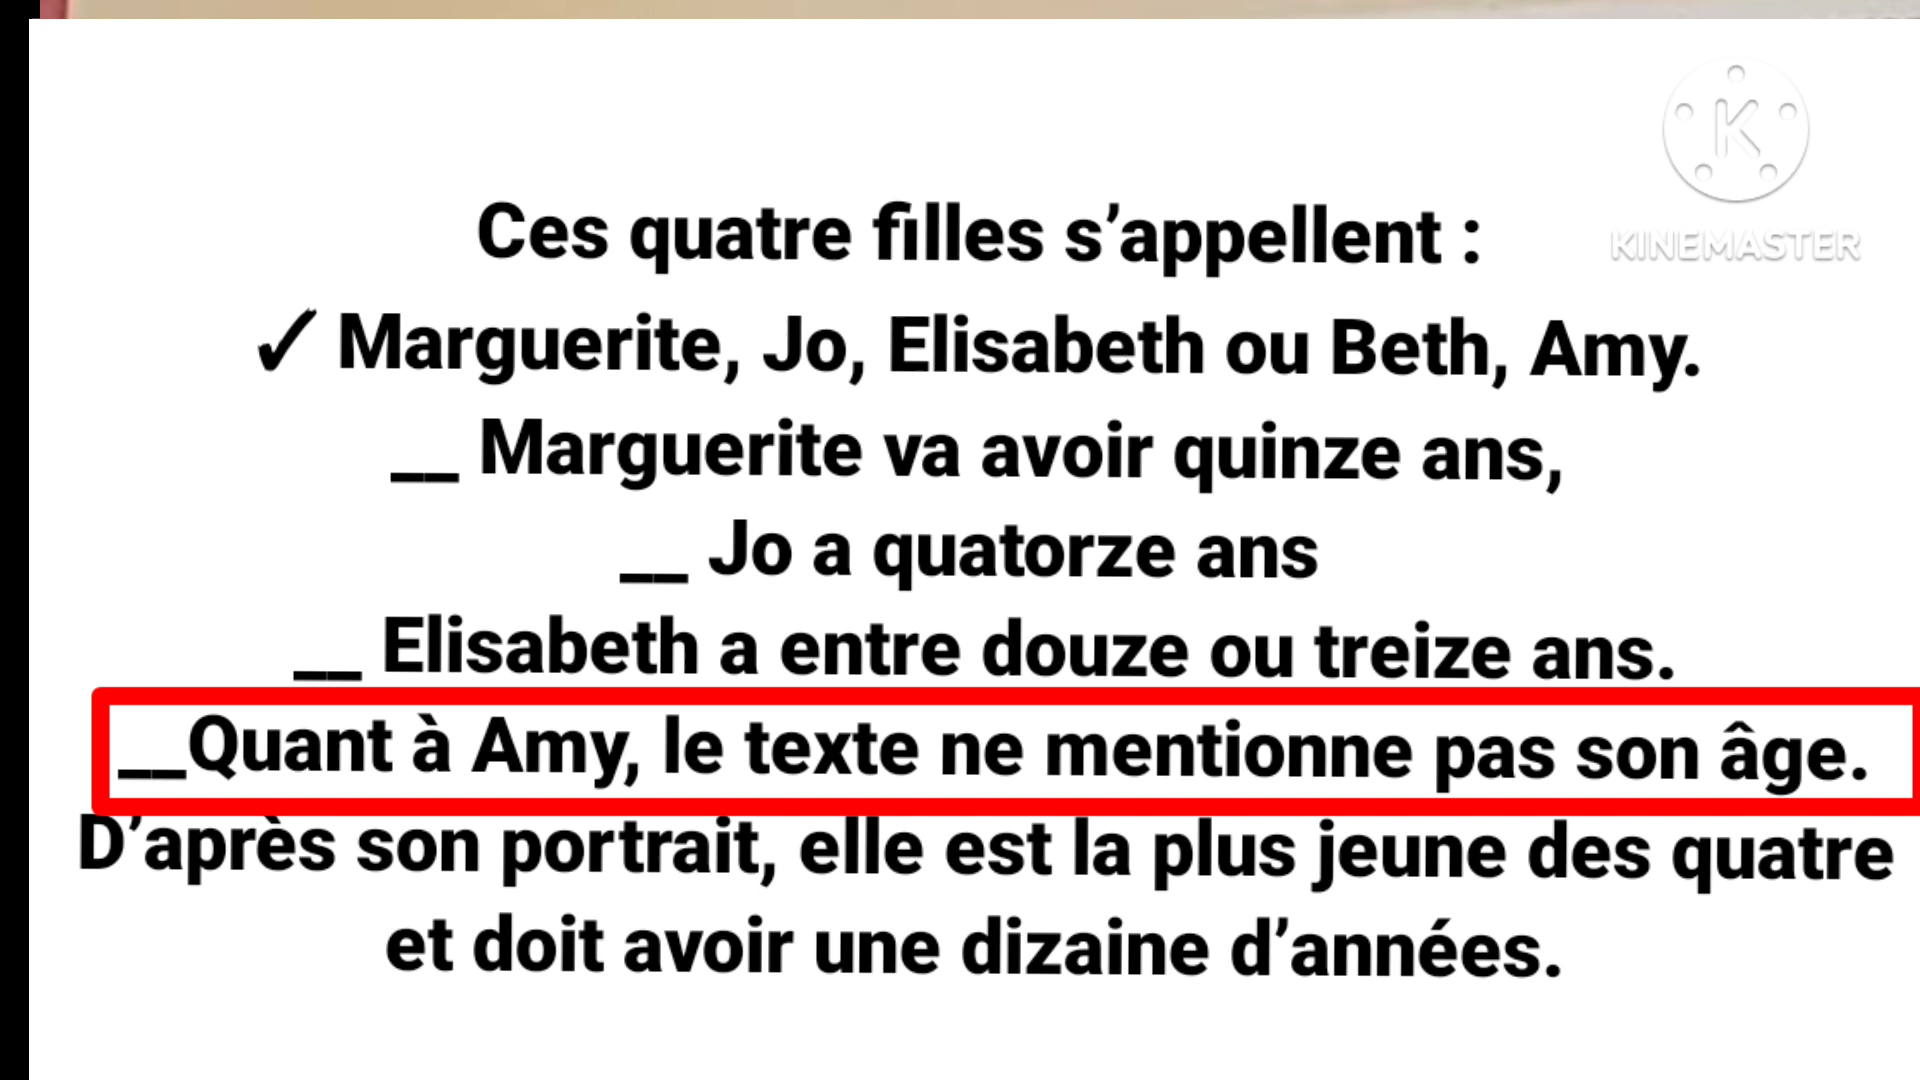 K
KINEMASTER
Ces quatre filles s’appellent :
✓ Marguerite, Jo, Elisabeth ou Beth, Amy.
__ Marguerite va avoir quinze ans,
__ Jo a quatorze ans
__ Elisabeth a entre douze ou treize ans.
__Quant à Amy, le texte ne mentionne pas son âge.
D’après son portrait, elle est la plus jeune des quatre
et doit avoir une dizaine d’années.